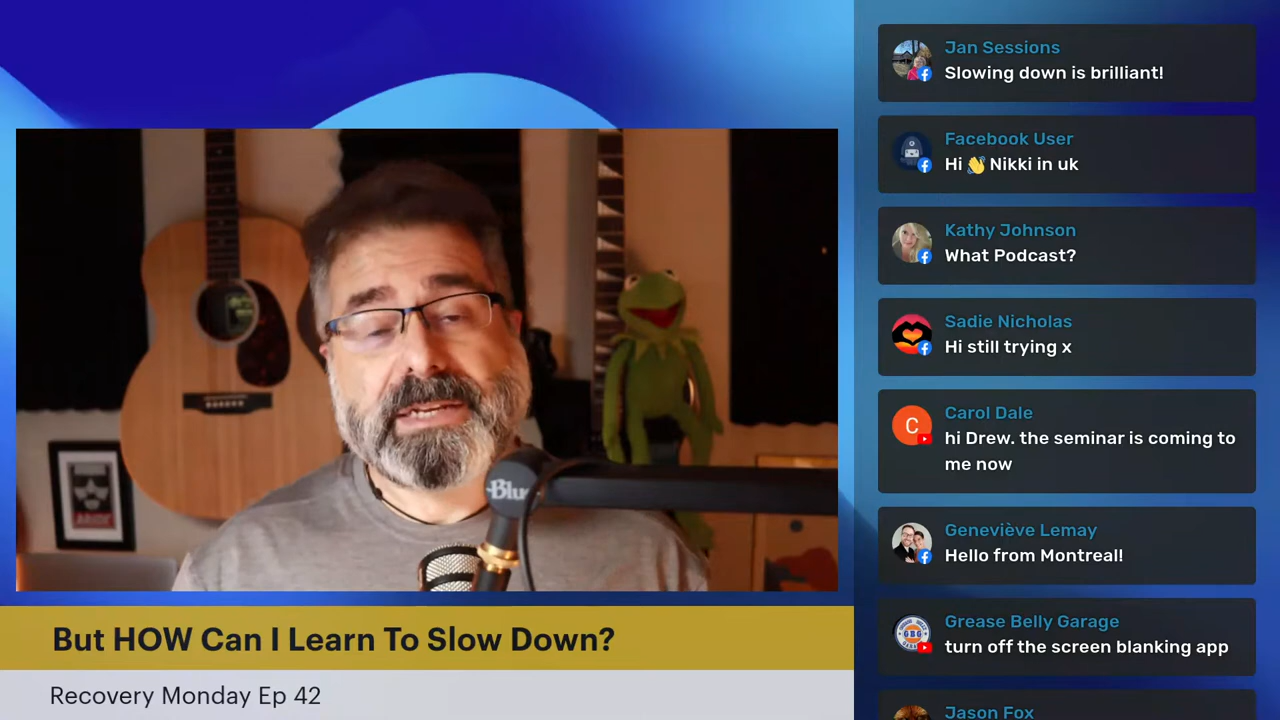 Blue
But HOW Can I Learn To Slow Down?
Recovery Monday Ep 42
Jan Sessions
Slowing down is brilliant!
Facebook User
Hi 👋 Nikki in uk
Kathy Johnson
What Podcast?
Sadie Nicholas
Hi still trying x
Carol Dale
C
hi Drew. the seminar is coming to
me now
Geneviève Lemay
Hello from Montreal!
Grease Belly Garage
GBG
turn off the screen blanking app
Jason Fox